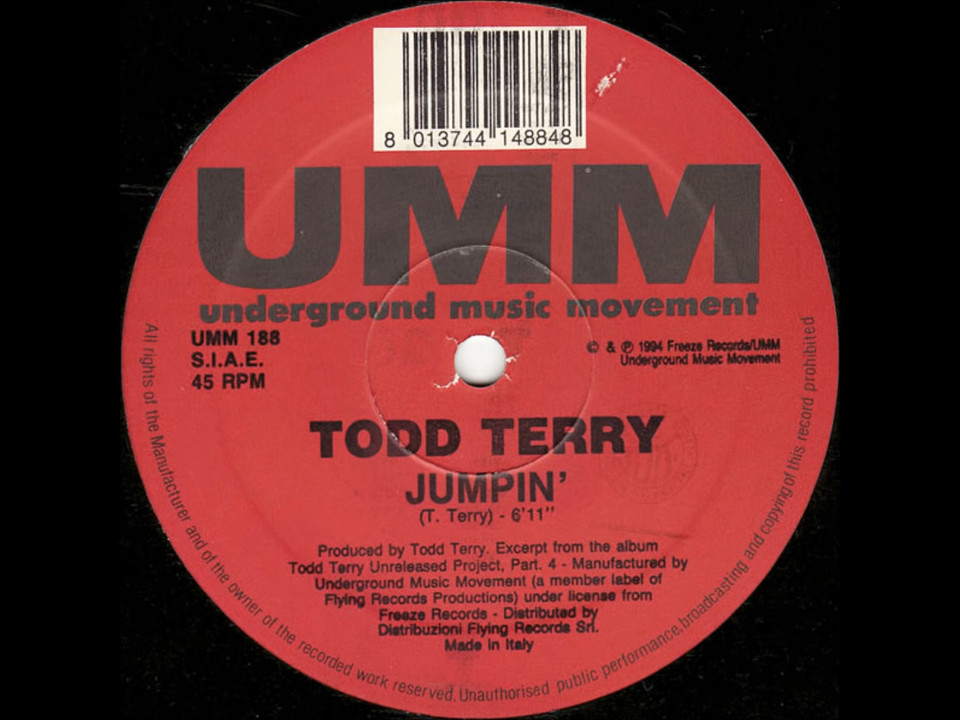 8 013744 148848
UMM
underground music movement
UMM 188
S.I.A.E.
45 RPM
© & ℗ 1994 Freeze Records/UMM
Underground Music Movement
TODD TERRY
JUMPIN'
(T. Terry) - 6'11"
Produced by Todd Terry. Excerpt from the album
Todd Terry Unreleased Project, Part. 4 - Manufactured by
Underground Music Movement (a member label of
Flying Records Productions) under license from
Freeze Records - Distributed by
Distribuzioni Flying Records Srl.
Made in Italy
All rights of the Manufacturer and of the owner of the recorded work reserved. Unauthorised public performance, broadcasting and copying of this record prohibited